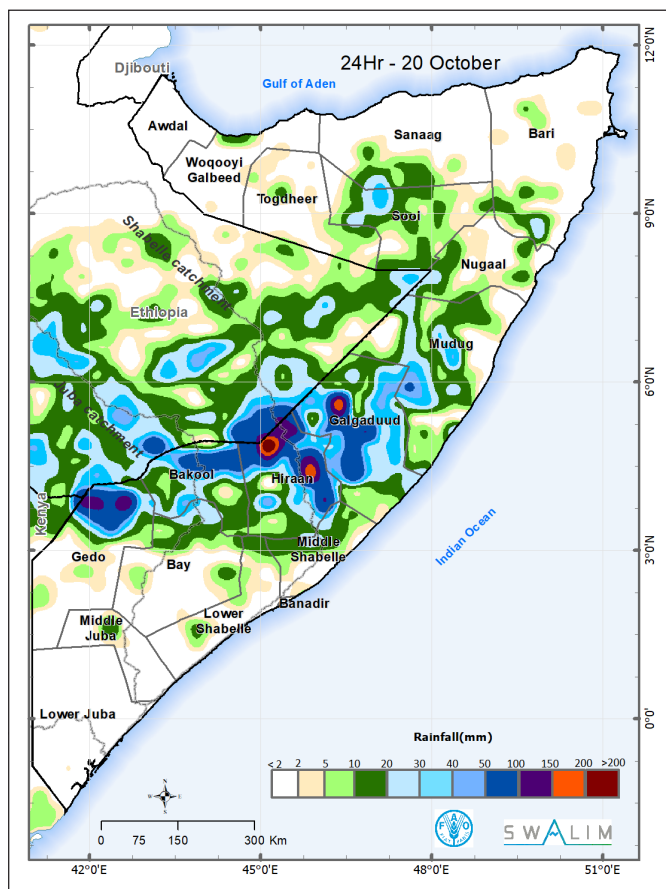 24Hr - 20 October
12°0'N
Djibouti
Gulf of Aden
Awdal
Sanaag
Bari
Woqooyi
Galbeed
Togdheer
9°0'N
Sool
Shabelle catchment
Nugaal
Ethiopia
Mudug
6°0'N
Juba catchment
Galgaduud
Bakool
Hiraan
Kenya
Indian Ocean
Middle
Shabelle
3°0'N
Gedo
Bay
Banadir
Middle
Juba
Lower
Shabelle
Lower Juba
0°0'
Rainfall(mm)
< 2 2 5 10 20 30 40 50 100 150 200 >200
N
W E
S
0 75 150 300 Km
FAO
FIAT PANIS
SWALIM
42°0'E 45°0'E 48°0'E 51°0'E